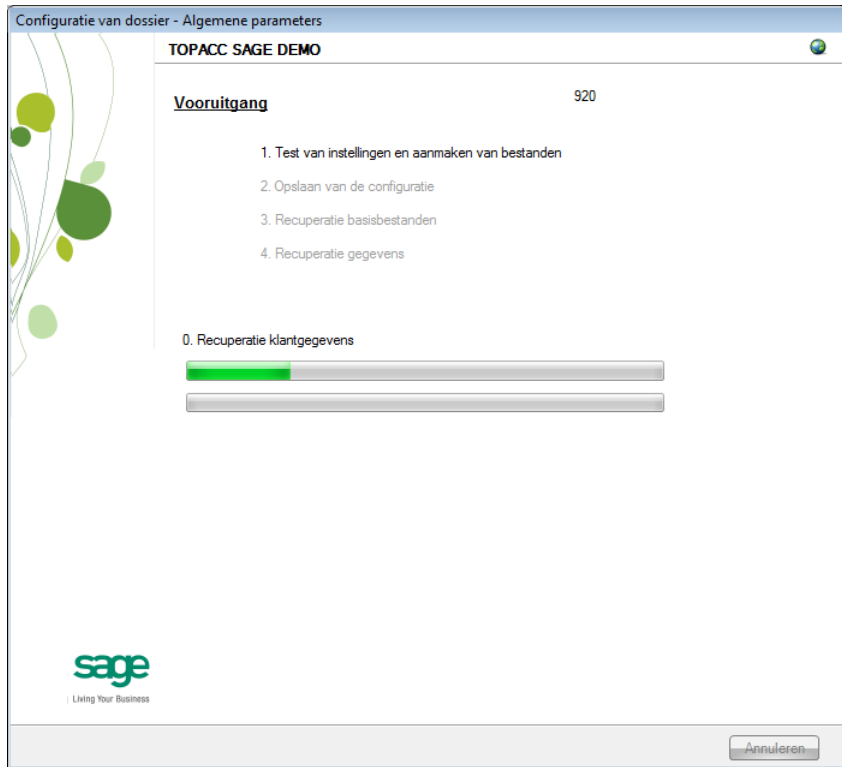 Configuratie van dossier - Algemene parameters
TOPACC SAGE DEMO
Vooruitgang
920
1. Test van instellingen en aanmaken van bestanden
2. Opslaan van de configuratie
3. Recuperatie basisbestanden
4. Recuperatie gegevens
0. Recuperatie klantgegevens
sage
Living Your Business
Annuleren